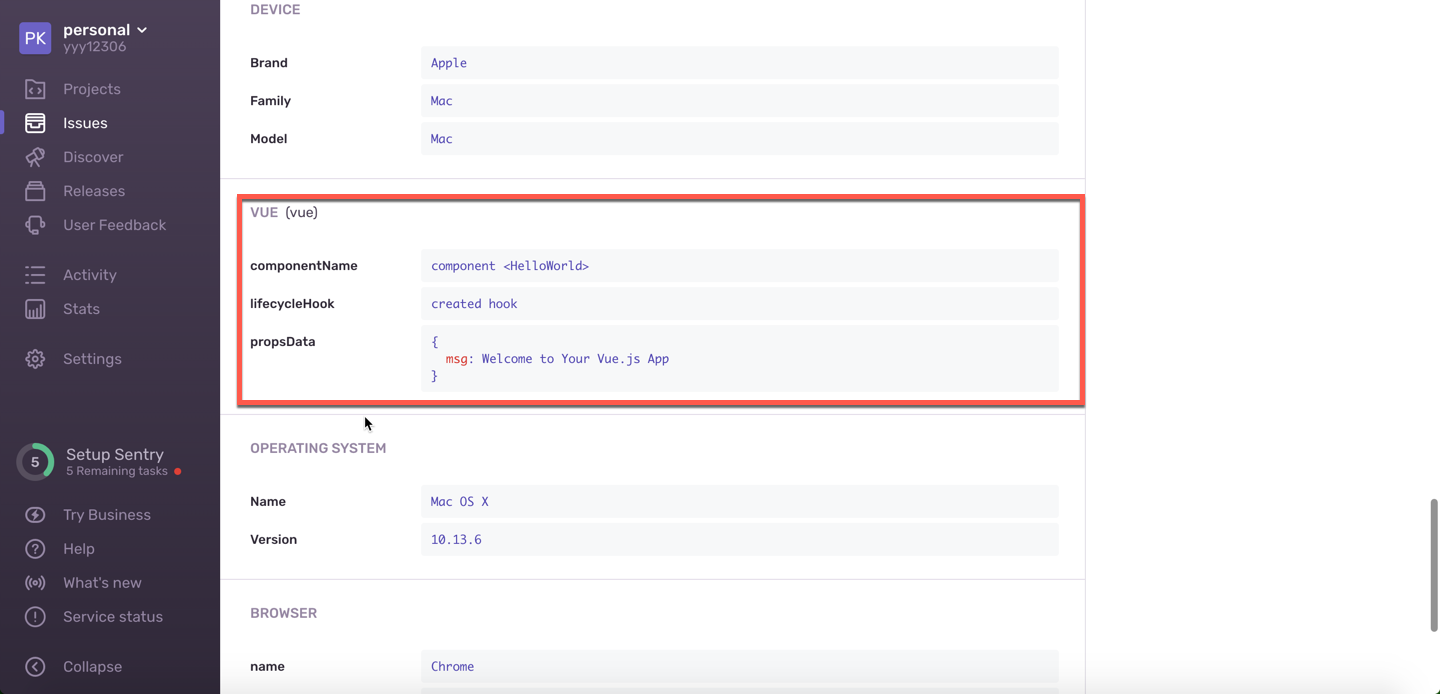 PK
personal
yyy12306
Projects
Issues
Discover
Releases
User Feedback
Activity
Stats
Settings
5
Setup Sentry
5 Remaining tasks
Try Business
Help
What's new
Service status
Collapse
DEVICE
Brand Apple
Family Mac
Model Mac
VUE (vue)
componentName component <HelloWorld>
lifecycleHook created hook
propsData {
msg: Welcome to Your Vue.js App
}
OPERATING SYSTEM
Name Mac OS X
Version 10.13.6
BROWSER
name Chrome